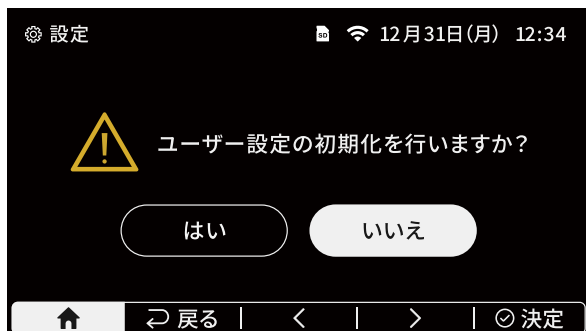 設定 SD 12月31日(月) 12:34
ユーザー設定の初期化を行いますか?
はい いいえ
戻る 決定